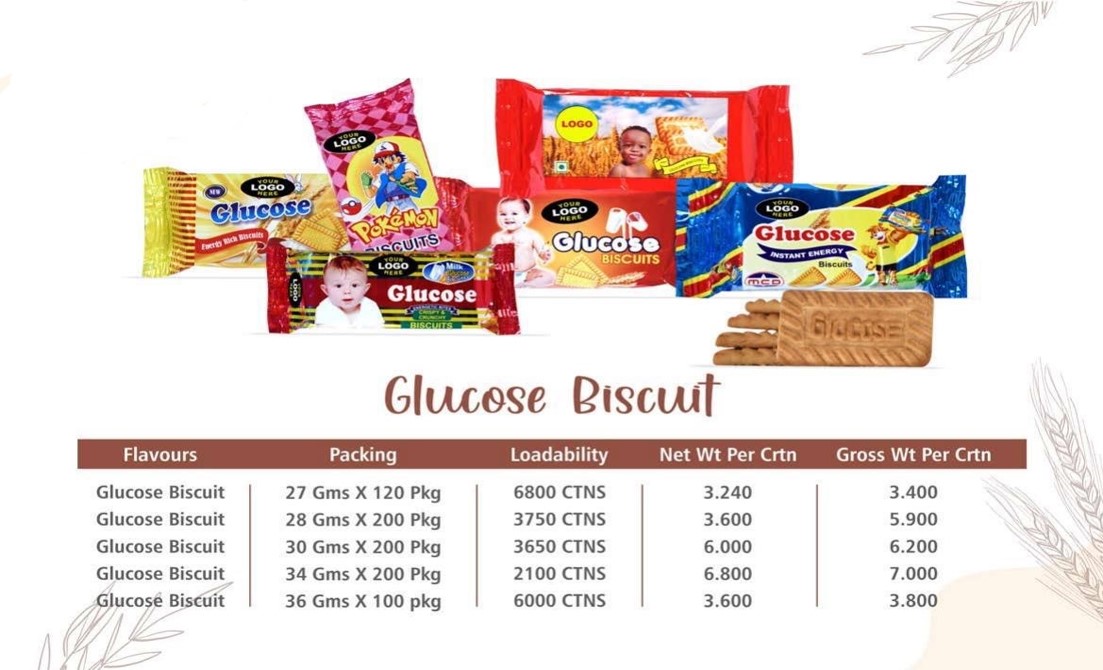 YOUR
LOGO
HERE
LOGO
NEW
YOUR
LOGO
HERE
Glucose
Energy Rich Biscuits
POKéMON
BISCUITS
YOUR
LOGO
HERE
Glucose
BISCUITS
YOUR
LOGO
HERE
Glucose
INSTANT ENERGY
Biscuits
mcp
YOUR
LOGO
HERE
Milk
LOGO
Glucose
CRISPY &
CRUNCHY
BISCUITS
GLUCOSE
Glucose Biscuit
Flavours Packing Loadability Net Wt Per Crtn Gross Wt Per Crtn
Glucose Biscuit 27 Gms X 120 Pkg 6800 CTNS 3.240 3.400
Glucose Biscuit 28 Gms X 200 Pkg 3750 CTNS 3.600 5.900
Glucose Biscuit 30 Gms X 200 Pkg 3650 CTNS 6.000 6.200
Glucose Biscuit 34 Gms X 200 Pkg 2100 CTNS 6.800 7.000
Glucose Biscuit 36 Gms X 100 pkg 6000 CTNS 3.600 3.800